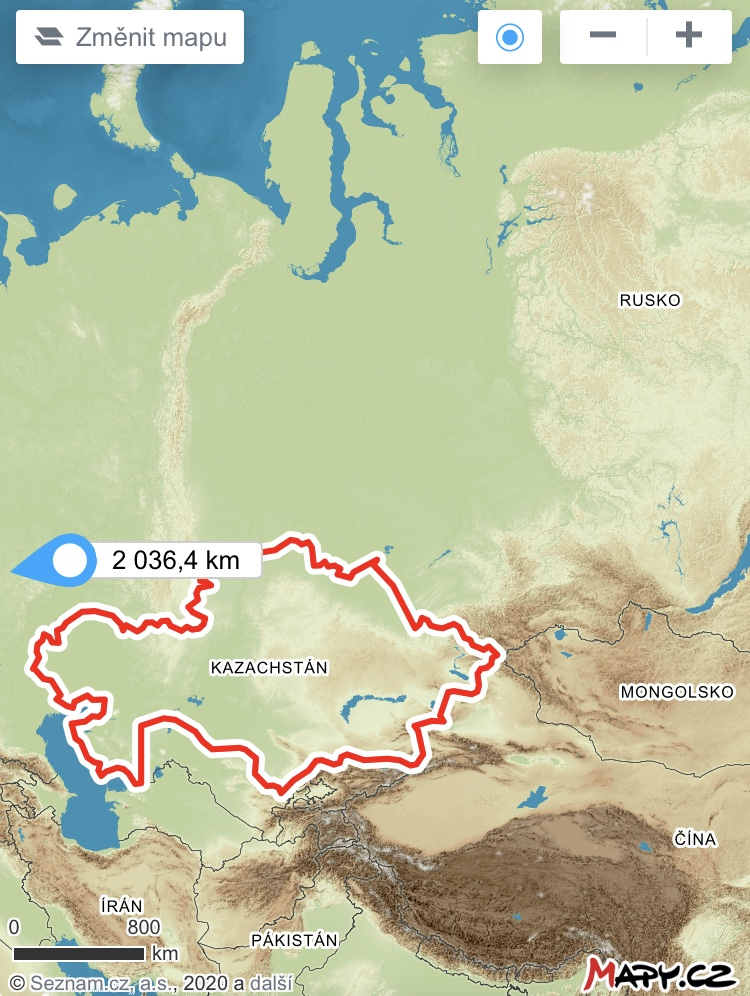 Změnit mapu
RUSKO
2 036,4 km
KAZACHSTÁN
MONGOLSKO
ČÍNA
ÍRÁN
0 800
km
PÁKISTÁN
© Seznam.cz, a.s., 2020 a další
MAPY.CZ